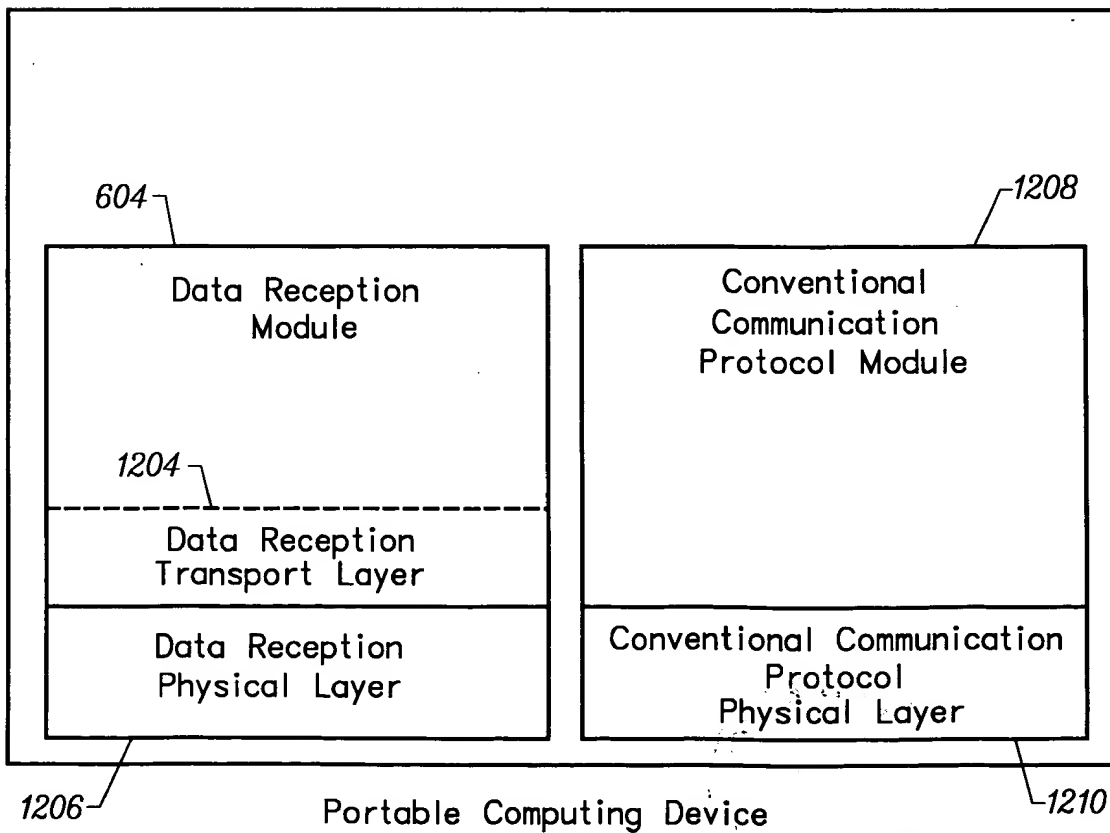 604
1208
Data Reception
Module
Conventional
Communication
Protocol Module
1204
Data Reception
Transport Layer
Data Reception
Physical Layer
Conventional Communication
Protocol
Physical Layer
1206
Portable Computing Device
1210